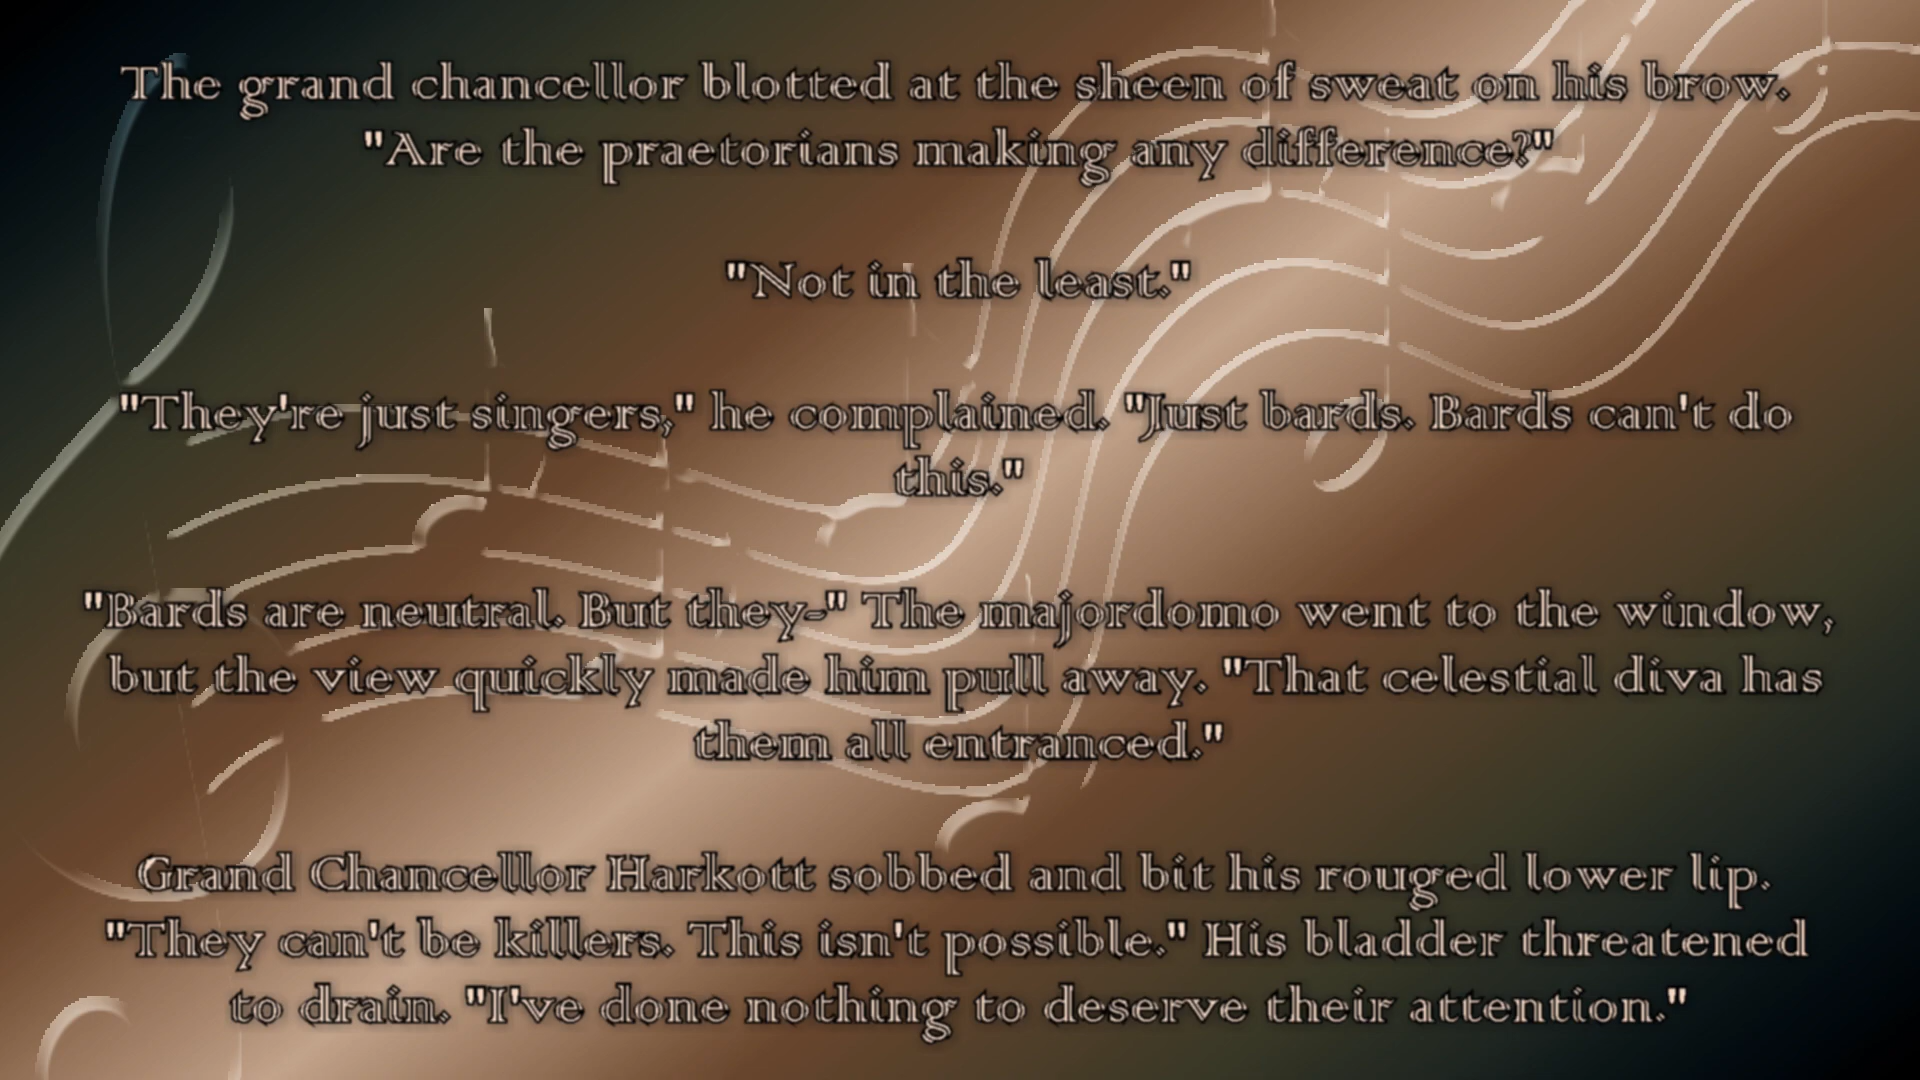 The grand chancellor blotted at the sheen of sweat on his brow.
"Are the praetorians making any difference?"
"Not in the least."
"They're just singers," he complained. "Just bards. Bards can't do
this."
"Bards are neutral. But they-" The majordomo went to the window,
but the view quickly made him pull away. "That celestial diva has
them all entranced."
Grand Chancellor Harkott sobbed and bit his rouged lower lip.
"They can't be killers. This isn't possible." His bladder threatened
to drain. "I've done nothing to deserve their attention."